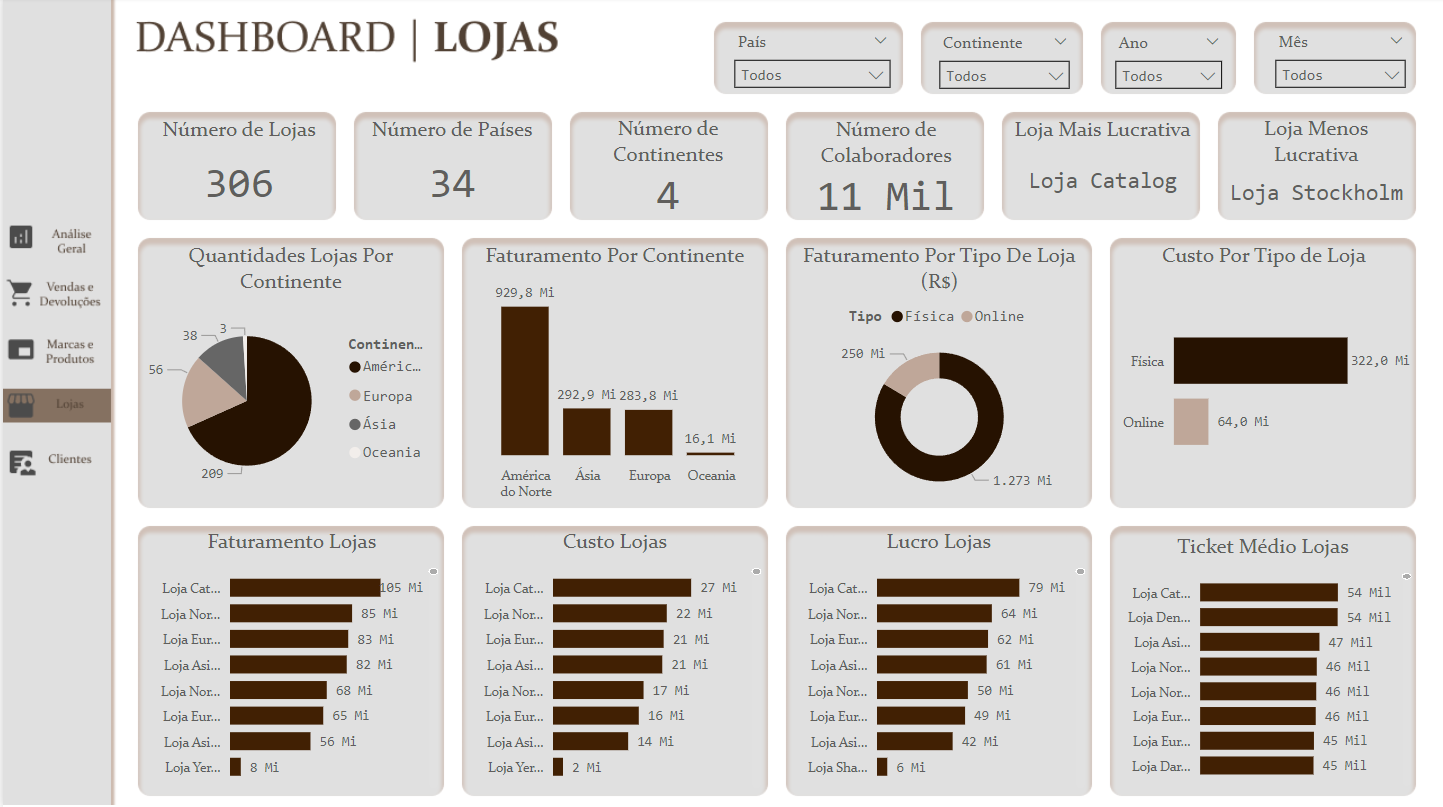 DASHBOARD | LOJAS
País
Todos
Continente
Todos
Ano
Todos
Mês
Todos
Análise
Geral
Vendas e
Devoluções
Marcas e
Produtos
Lojas
Clientes
Número de Lojas
306
Número de Países
34
Número de
Continentes
4
Número de
Colaboradores
11 Mil
Loja Mais Lucrativa
Loja Catalog
Loja Menos
Lucrativa
Loja Stockholm
Quantidades Lojas Por
Continente
3
38
56
209
Continen...
Améric...
Europa
Ásia
Oceania
Faturamento Por Continente
929,8 Mi
292,9 Mi
283,8 Mi
16,1 Mi
América
do Norte
Ásia
Europa
Oceania
Faturamento Por Tipo De Loja
(R$)
Tipo Física Online
250 Mi
1.273 Mi
Custo Por Tipo de Loja
Física 322,0 Mi
Online 64,0 Mi
Faturamento Lojas
Loja Cat... 105 Mi
Loja Nor... 85 Mi
Loja Eur... 83 Mi
Loja Asi... 82 Mi
Loja Nor... 68 Mi
Loja Eur... 65 Mi
Loja Asi... 56 Mi
Loja Yer... 8 Mi
Custo Lojas
Loja Cat... 27 Mi
Loja Nor... 22 Mi
Loja Eur... 21 Mi
Loja Asi... 21 Mi
Loja Nor... 17 Mi
Loja Eur... 16 Mi
Loja Asi... 14 Mi
Loja Yer... 2 Mi
Lucro Lojas
Loja Cat... 79 Mi
Loja Nor... 64 Mi
Loja Eur... 62 Mi
Loja Asi... 61 Mi
Loja Nor... 50 Mi
Loja Eur... 49 Mi
Loja Asi... 42 Mi
Loja Sha... 6 Mi
Ticket Médio Lojas
Loja Cat... 54 Mil
Loja Den... 54 Mil
Loja Asi... 47 Mil
Loja Nor... 46 Mil
Loja Nor... 46 Mil
Loja Eur... 46 Mil
Loja Eur... 45 Mil
Loja Dar... 45 Mil